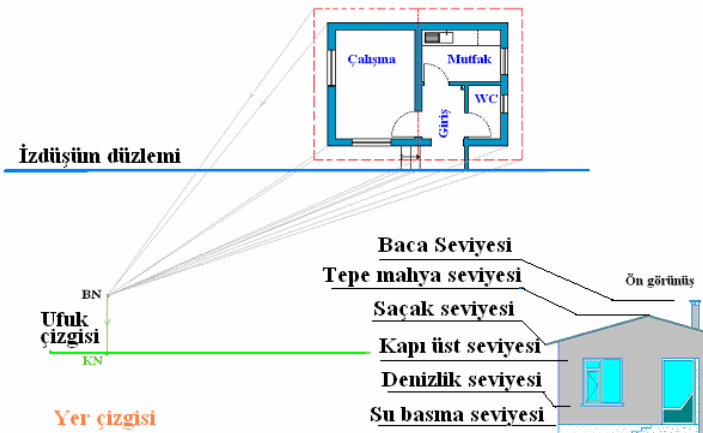 Çalışma
Mutfak
WC
Giriş
İzdüşüm düzlemi
BN
Ufuk
çizgisi
KN
Yer çizgisi
Baca Seviyesi
Tepe mahya seviyesi
Ön görünüş
Saçak seviyesi
Kapı üst seviyesi
Denizlik seviyesi
Su basma seviyesi